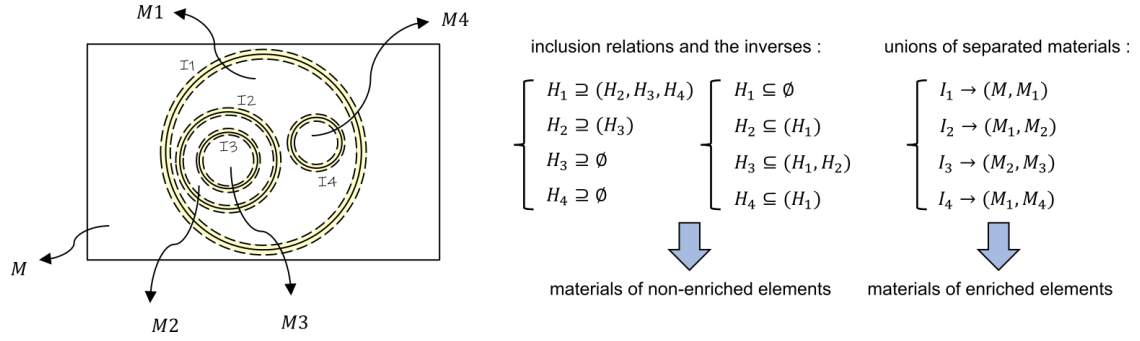 M1
M4
I1
I2
I3
I4
M
M2
M3
inclusion relations and the inverses :
H₁ ⊇ (H₂, H₃, H₄)
H₂ ⊇ (H₃)
H₃ ⊇ ∅
H₄ ⊇ ∅
H₁ ⊆ ∅
H₂ ⊆ (H₁)
H₃ ⊆ (H₁, H₂)
H₄ ⊆ (H₁)
materials of non-enriched elements
unions of separated materials :
I₁ → (M, M₁)
I₂ → (M₁, M₂)
I₃ → (M₂, M₃)
I₄ → (M₁, M₄)
materials of enriched elements